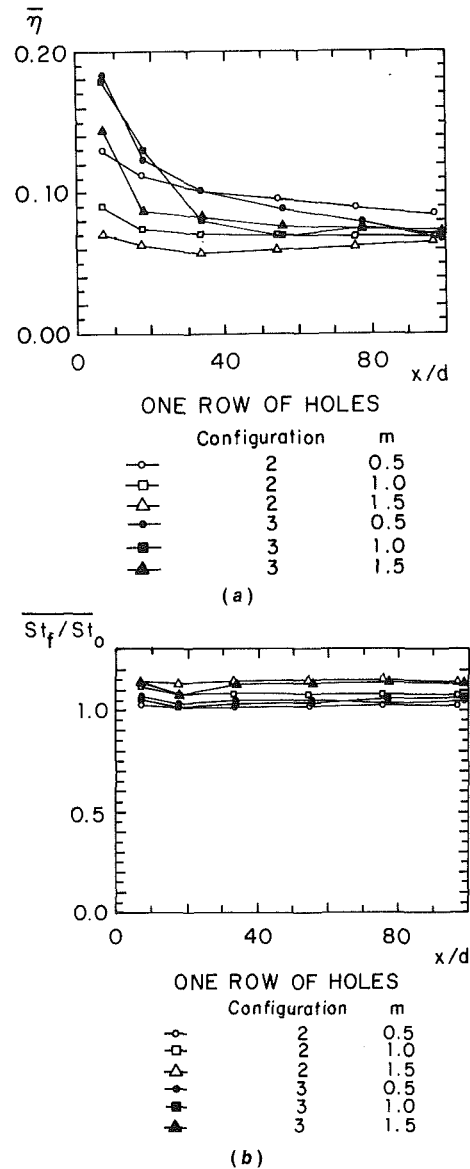 η̄
0.20
0.10
0.00
0 40 80 x/d
ONE ROW OF HOLES
Configuration m
2 0.5
2 1.0
2 1.5
3 0.5
3 1.0
3 1.5
(a)
St_f/St_o
1.0
0.5
0.0
0 40 80 x/d
ONE ROW OF HOLES
Configuration m
2 0.5
2 1.0
2 1.5
3 0.5
3 1.0
3 1.5
(b)